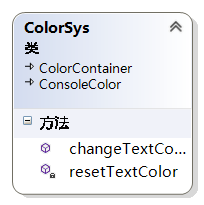 ColorSys
类
ColorContainer
ConsoleColor
方法
changeTextCo...
resetTextColor